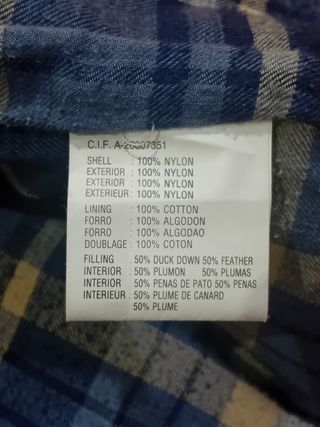 C.I.F. A-26007351
SHELL : 100% NYLON
EXTERIOR : 100% NYLON
EXTERIOR : 100% NYLON
EXTERIEUR : 100% NYLON
LINING : 100% COTTON
FORRO : 100% ALGODON
FORRO : 100% ALGODAO
DOUBLAGE : 100% COTON
FILLING : 50% DUCK DOWN 50% FEATHER
INTERIOR : 50% PLUMON 50% PLUMAS
INTERIOR : 50% PENAS DE PATO 50% PENAS
INTERIEUR : 50% PLUME DE CANARD
50% PLUME